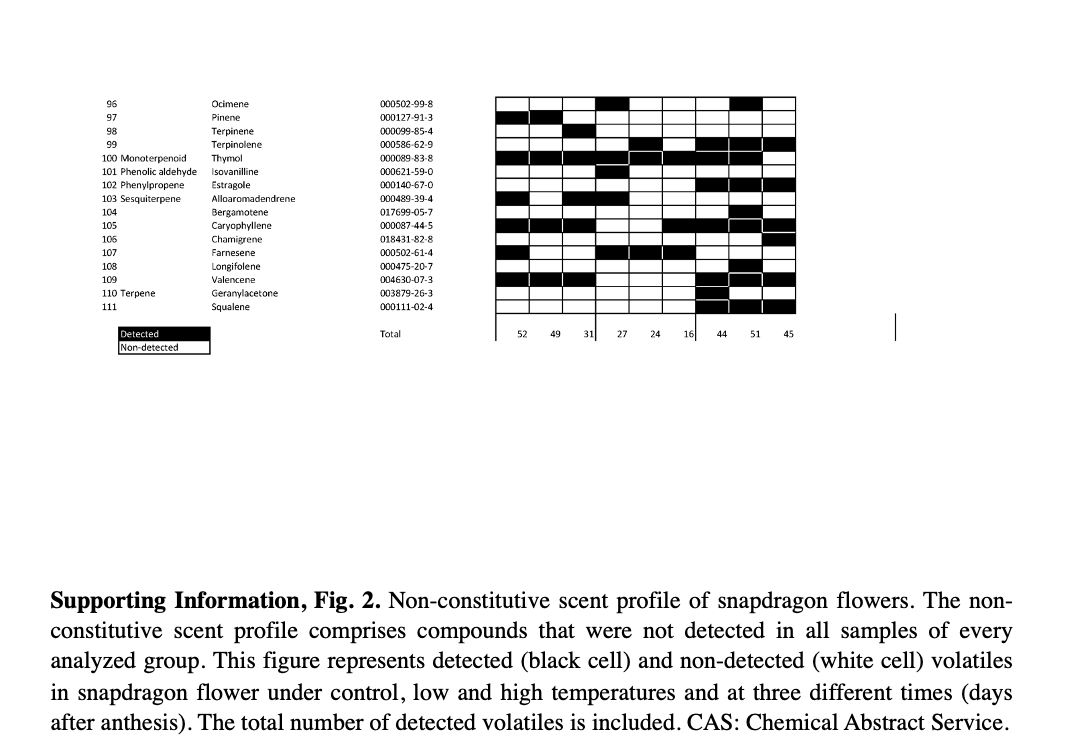 96 Ocimene 000502-99-8
97 Pinene 000127-91-3
98 Terpinene 000099-85-4
99 Terpinolene 000586-62-9
100 Monoterpenoid Thymol 000089-83-8
101 Phenolic aldehyde Isovanilline 000621-59-0
102 Phenylpropene Estragole 000140-67-0
103 Sesquiterpene Alloaromadendrene 000489-39-4
104 Bergamotene 017699-05-7
105 Caryophyllene 000087-44-5
106 Chamigrene 018431-82-8
107 Farnesene 000502-61-4
108 Longifolene 000475-20-7
109 Valencene 004630-07-3
110 Terpene Geranylacetone 003879-26-3
111 Squalene 000111-02-4
Detected Total 52 49 31 27 24 16 44 51 45
Non-detected
Supporting Information, Fig. 2. Non-constitutive scent profile of snapdragon flowers. The non-
constitutive scent profile comprises compounds that were not detected in all samples of every
analyzed group. This figure represents detected (black cell) and non-detected (white cell) volatiles
in snapdragon flower under control, low and high temperatures and at three different times (days
after anthesis). The total number of detected volatiles is included. CAS: Chemical Abstract Service.